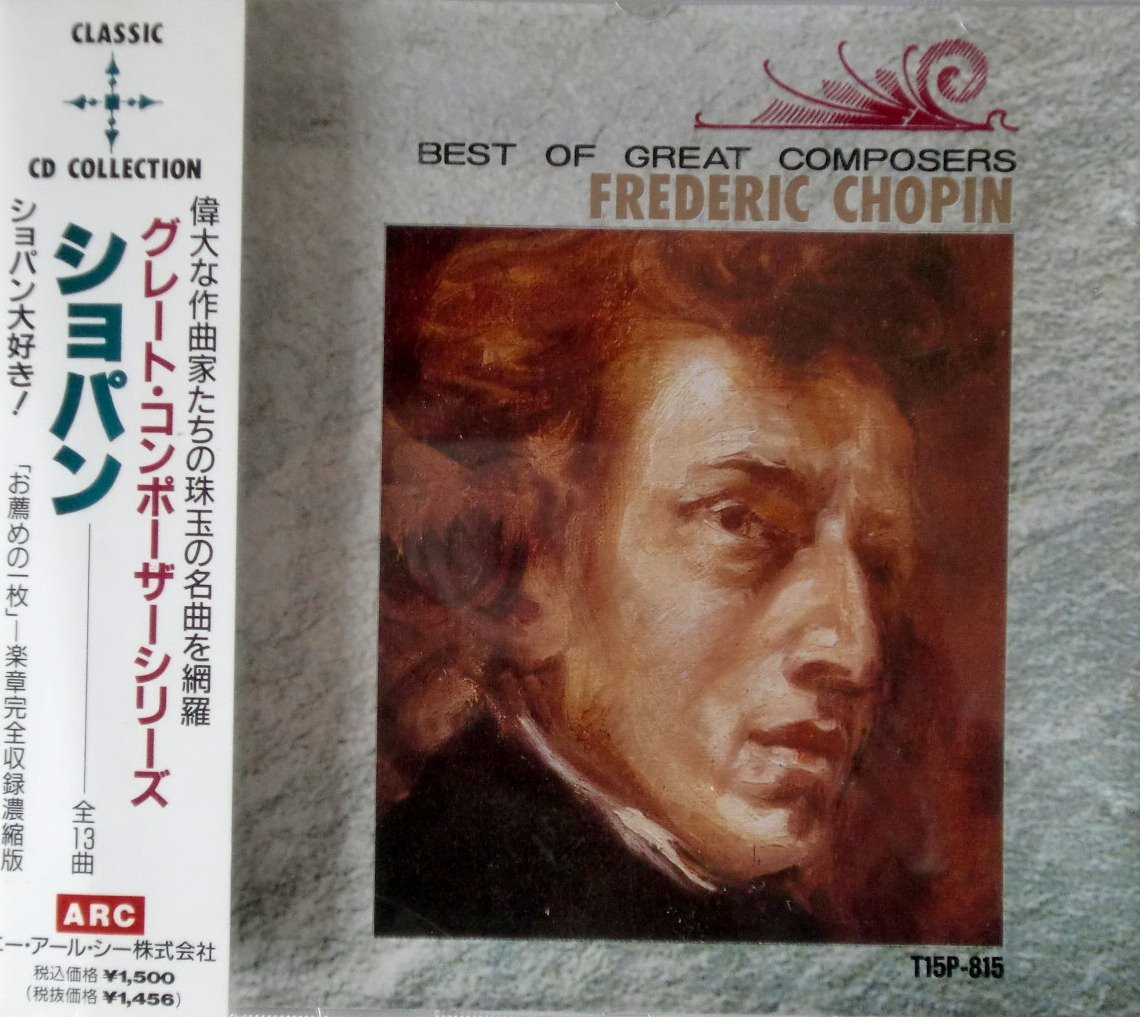 CLASSIC
CD COLLECTION
偉大な作曲家たちの珠玉の名曲を網羅
グレート・コンポーザーシリーズ
ショパン
全13曲
ショパン大好き!
「お薦めの一枚」―楽章完全収録濃縮版
ARC
エー・アール・シー株式会社
税込価格 ¥1,500
(税抜価格 ¥1,456)
BEST OF GREAT COMPOSERS
FREDERIC CHOPIN
T15P-815